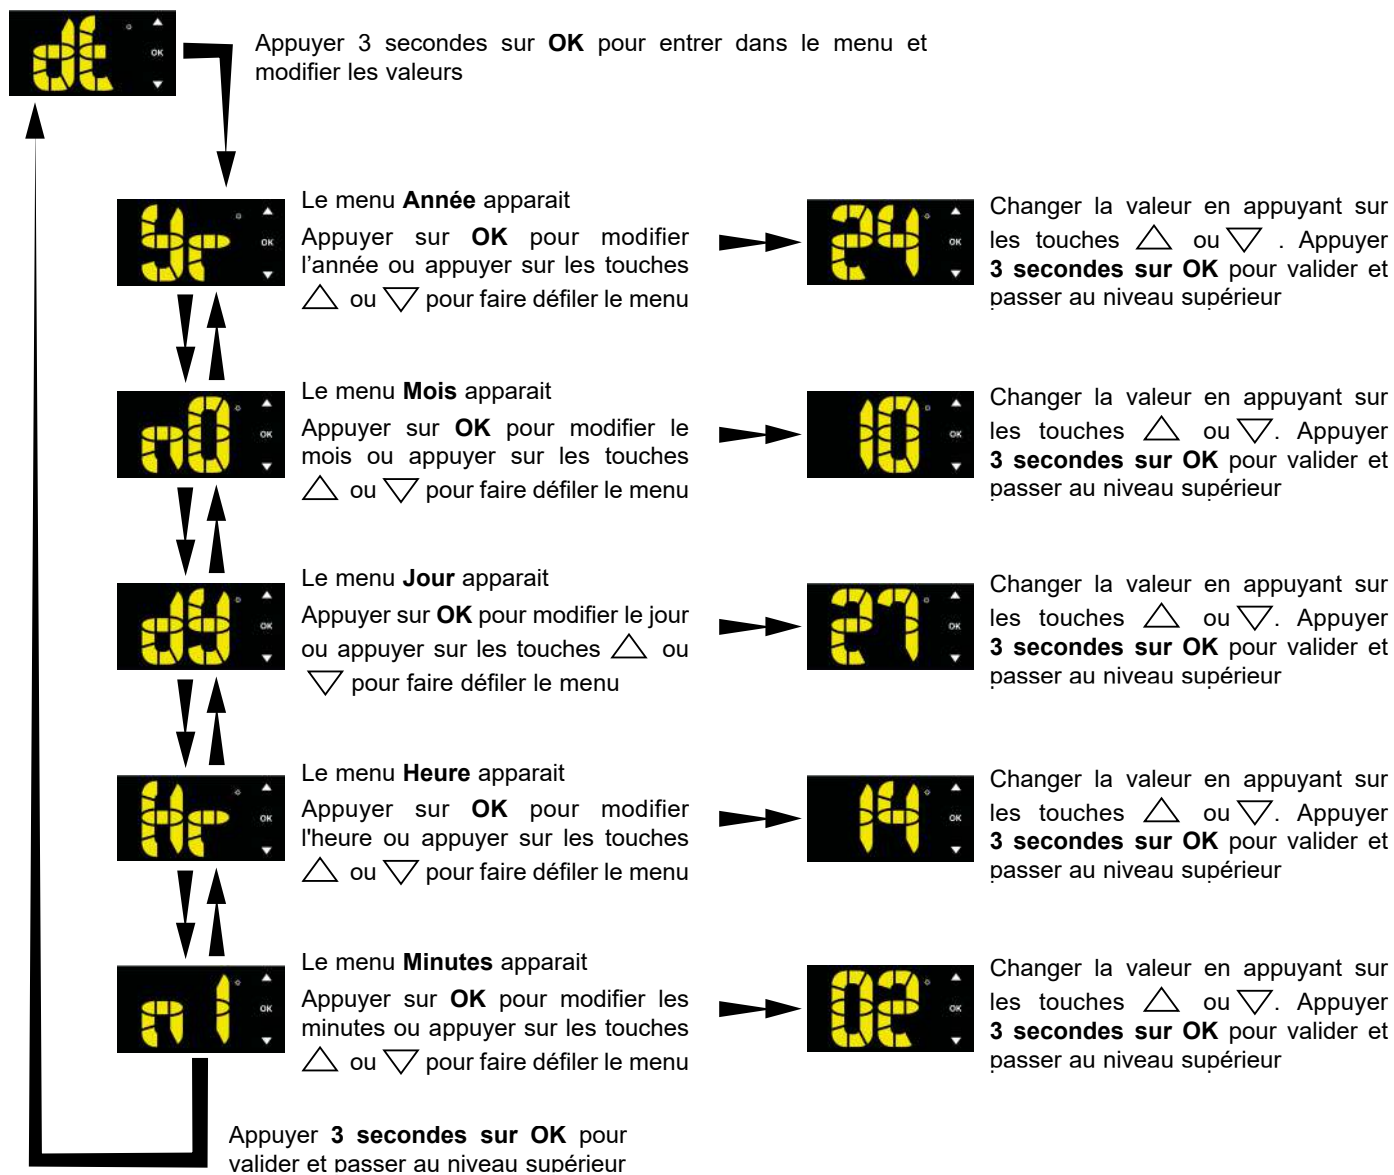 dt
OK
Appuyer 3 secondes sur OK pour entrer dans le menu et
modifier les valeurs
Yr
OK
Le menu Année apparait
Appuyer sur OK pour modifier
l’année ou appuyer sur les touches
△ ou ▽ pour faire défiler le menu
24
OK
Changer la valeur en appuyant sur
les touches △ ou ▽ . Appuyer
3 secondes sur OK pour valider et
passer au niveau supérieur
n0
OK
Le menu Mois apparait
Appuyer sur OK pour modifier le
mois ou appuyer sur les touches
△ ou ▽ pour faire défiler le menu
10
OK
Changer la valeur en appuyant sur
les touches △ ou ▽. Appuyer
3 secondes sur OK pour valider et
passer au niveau supérieur
dy
OK
Le menu Jour apparait
Appuyer sur OK pour modifier le jour
ou appuyer sur les touches △ ou
▽ pour faire défiler le menu
27
OK
Changer la valeur en appuyant sur
les touches △ ou ▽. Appuyer
3 secondes sur OK pour valider et
passer au niveau supérieur
Hr
OK
Le menu Heure apparait
Appuyer sur OK pour modifier
l'heure ou appuyer sur les touches
△ ou ▽ pour faire défiler le menu
14
OK
Changer la valeur en appuyant sur
les touches △ ou ▽. Appuyer
3 secondes sur OK pour valider et
passer au niveau supérieur
n1
OK
Le menu Minutes apparait
Appuyer sur OK pour modifier les
minutes ou appuyer sur les touches
△ ou ▽ pour faire défiler le menu
02
OK
Changer la valeur en appuyant sur
les touches △ ou ▽. Appuyer
3 secondes sur OK pour valider et
passer au niveau supérieur
Appuyer 3 secondes sur OK pour
valider et passer au niveau supérieur